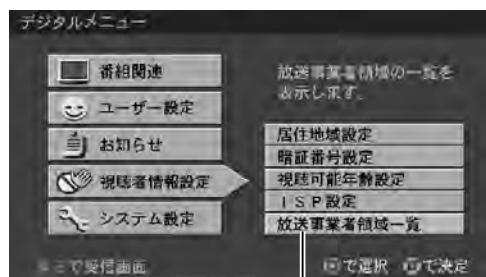 デジタルメニュー
番組関連
ユーザー設定
お知らせ
視聴者情報設定
システム設定
放送事業者領域の一覧を
表示します。
居住地域設定
暗証番号設定
視聴可能年齢設定
ISP設定
放送事業者領域一覧
で受信画面
で選択
で決定